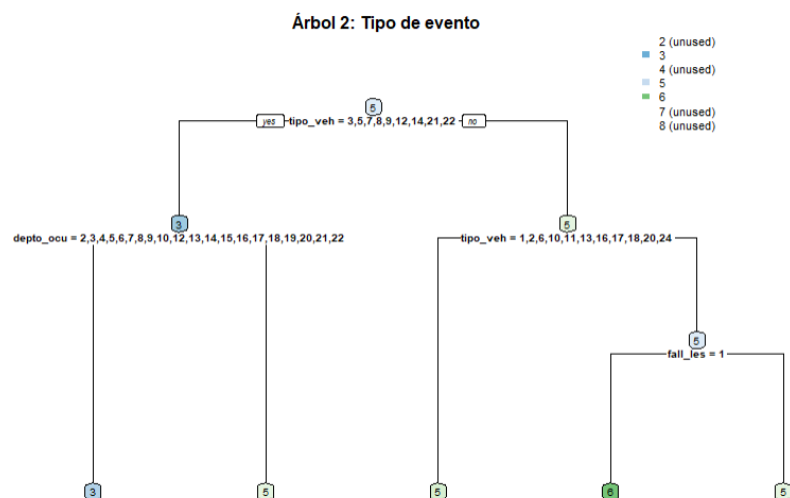 Árbol 2: Tipo de evento
2 (unused)
3
4 (unused)
5
6
7 (unused)
8 (unused)
5
yes tipo_veh = 3,5,7,8,9,12,14,21,22 no
3
5
depto_ocu = 2,3,4,5,6,7,8,9,10,12,13,14,15,16,17,18,19,20,21,22
tipo_veh = 1,2,6,10,11,13,16,17,18,20,24
5
fall_les = 1
3
5
5
6
5